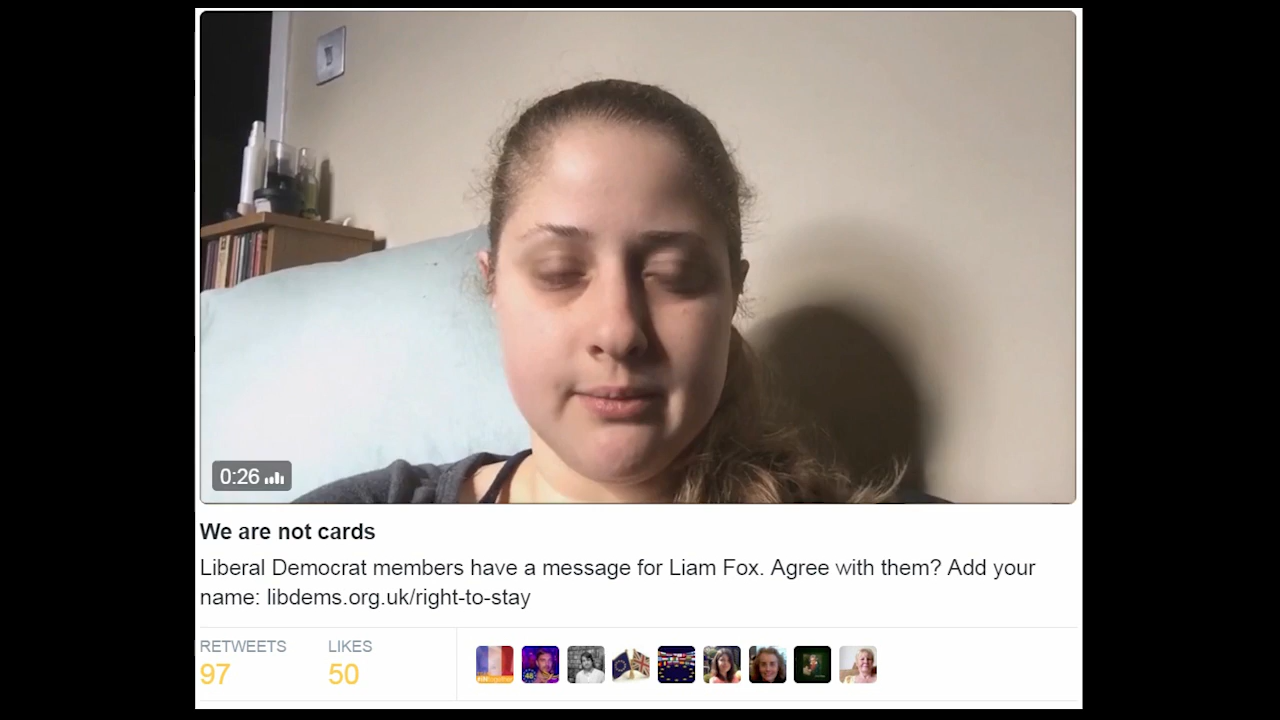 0:26
We are not cards
Liberal Democrat members have a message for Liam Fox. Agree with them? Add your
name: libdems.org.uk/right-to-stay
RETWEETS LIKES
97 50